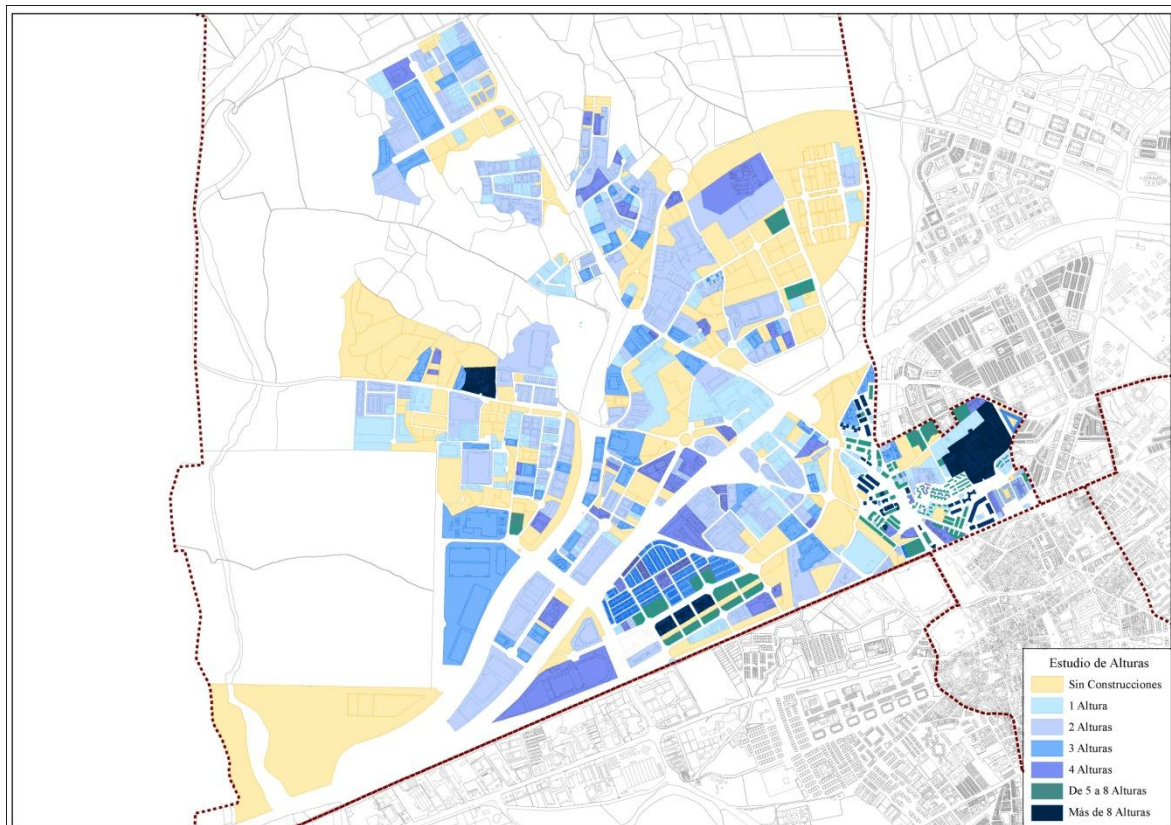 Estudio de Alturas
Sin Construcciones
1 Altura
2 Alturas
3 Alturas
4 Alturas
De 5 a 8 Alturas
Más de 8 Alturas